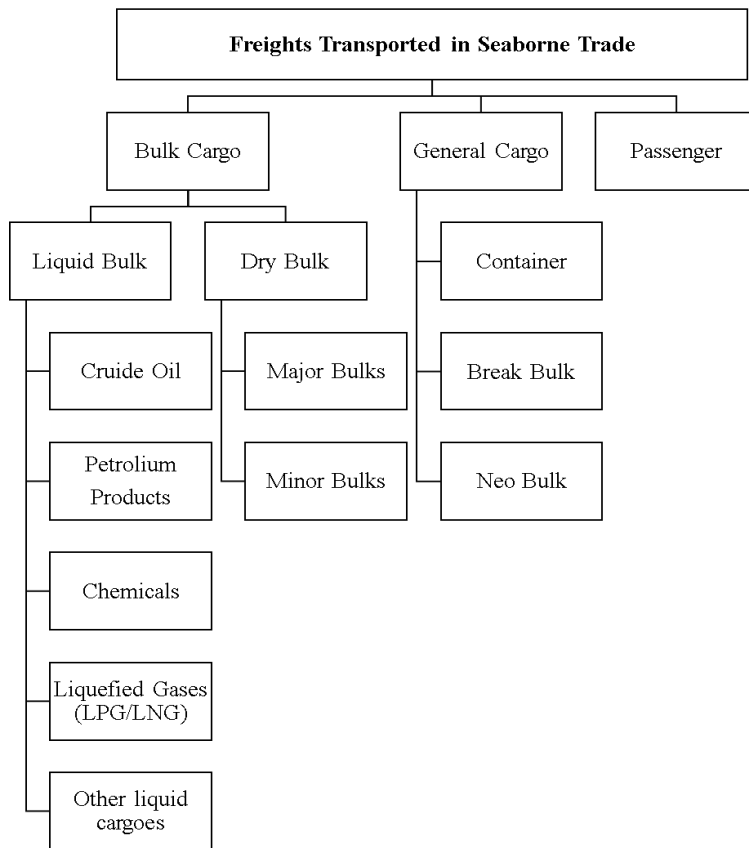 Freights Transported in Seaborne Trade
Bulk Cargo
General Cargo
Passenger
Liquid Bulk
Dry Bulk
Container
Cruide Oil
Major Bulks
Break Bulk
Petrolium
Products
Minor Bulks
Neo Bulk
Chemicals
Liquefied Gases
(LPG/LNG)
Other liquid
cargoes